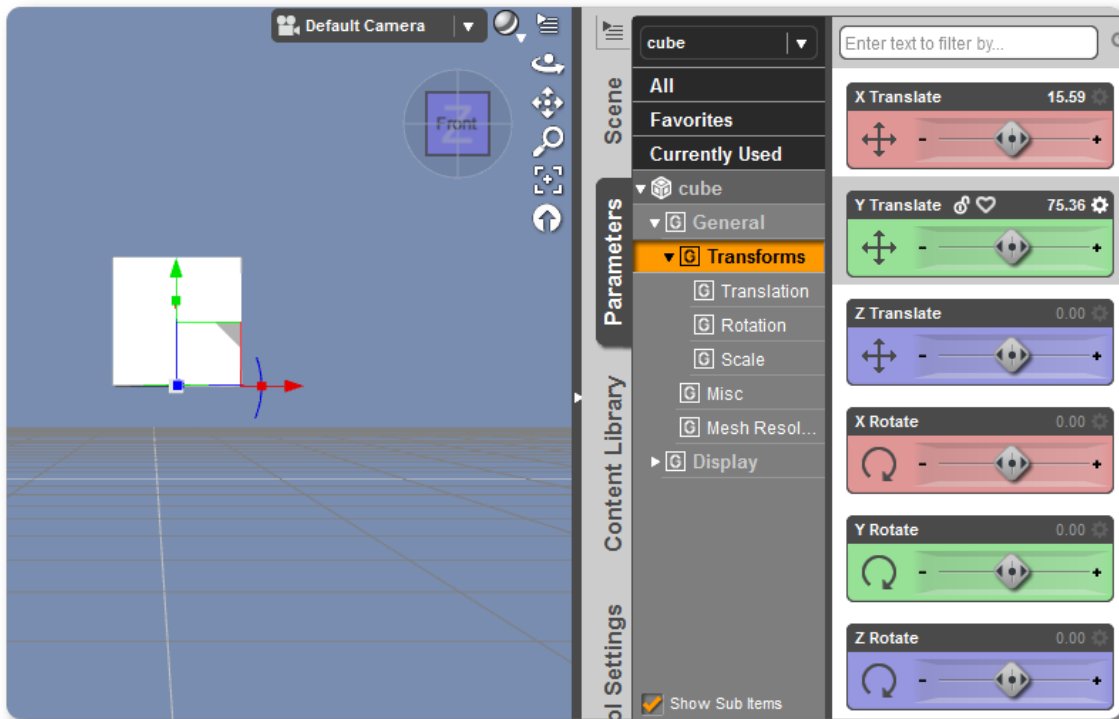 Default Camera
Front
Z
Scene
Parameters
Content Library
ol Settings
cube
All
Favorites
Currently Used
cube
G General
G Transforms
G Translation
G Rotation
G Scale
G Misc
G Mesh Resol...
G Display
Show Sub Items
Enter text to filter by...
X Translate 15.59
- +
Y Translate 75.36
- +
Z Translate 0.00
- +
X Rotate 0.00
- +
Y Rotate 0.00
- +
Z Rotate 0.00
- +